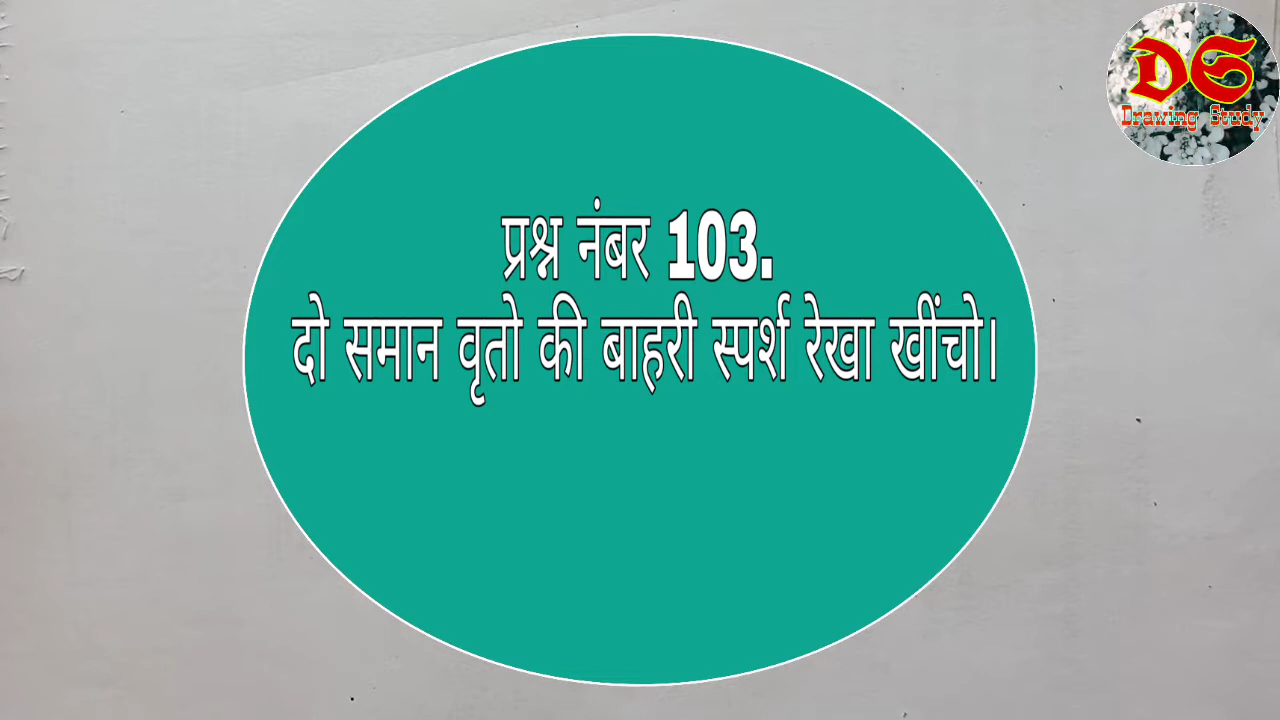 DS
Drawing Study
प्रश्न नंबर 103.
दो समान वृतो की बाहरी स्पर्श रेखा खींचो।